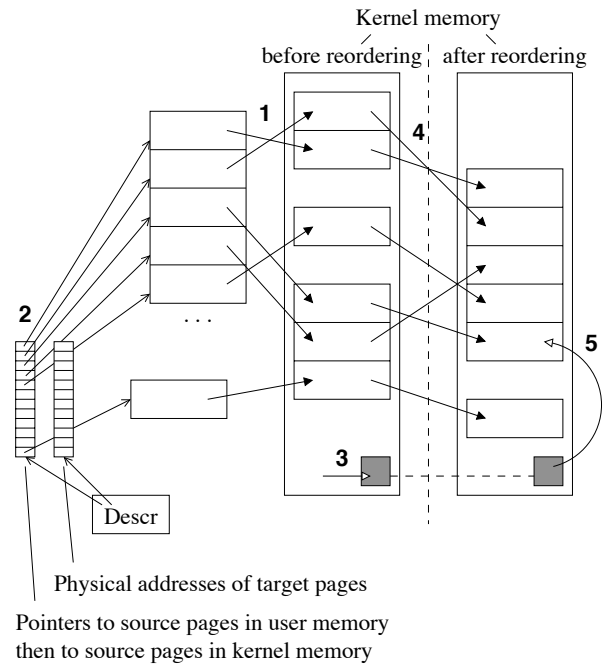 Kernel memory
before reordering
after reordering
1
4
2
. . .
5
3
Descr
Physical addresses of target pages
Pointers to source pages in user memory
then to source pages in kernel memory